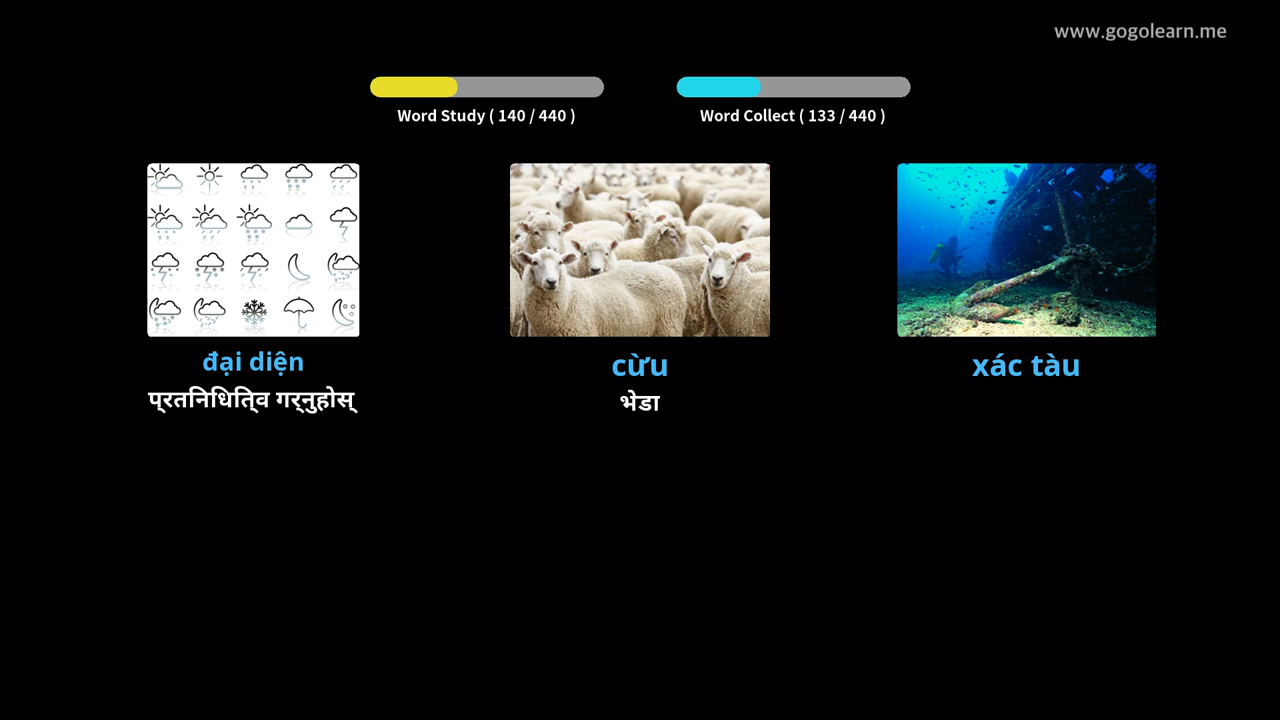 www.gogolearn.me
Word Study ( 140 / 440 )
Word Collect ( 133 / 440 )
đại diện
cừu
xác tàu
प्रतनिधित्वि गर्नुहोस्
भेडा